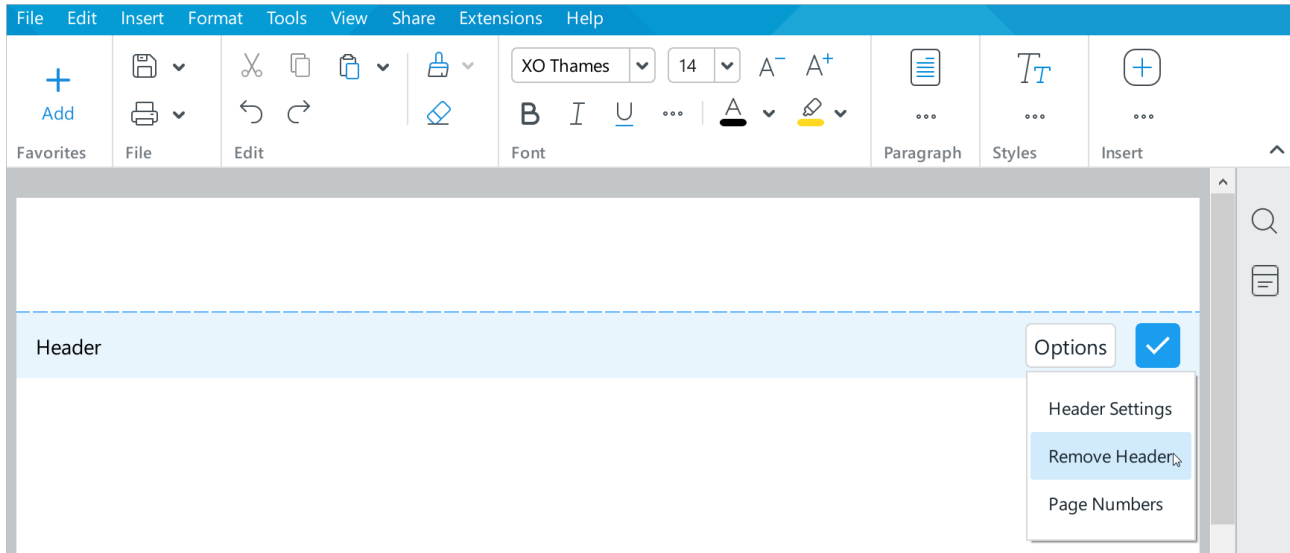 File Edit Insert Format Tools View Share Extensions Help
XO Thames 14 A⁻ A⁺ Tт
Add B I U ... A ... ... ...
Favorites File Edit Font Paragraph Styles Insert
Header Options
Header Settings
Remove Header
Page Numbers